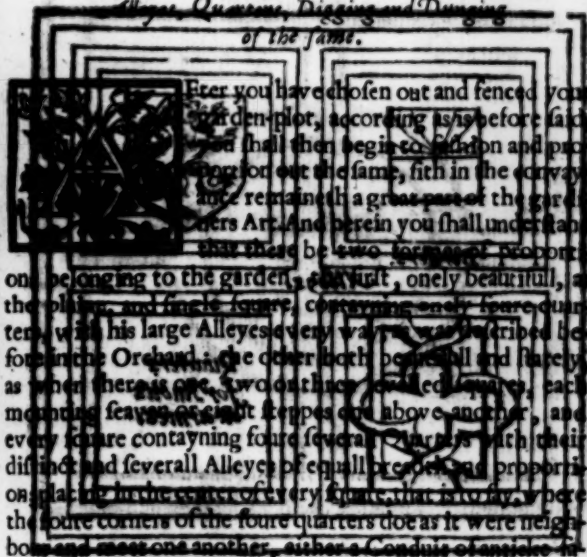 Alleyes, Quarters, Digging and Dunging
of the ſame.
Fter you have choſen out and fenced your
garden-plot, according as is before ſaid
you ſhall then begin to faſhion and pro
portion out the ſame, ſith in the convay
ance remaineth a great part of the gard
ners Art. And herein you ſhall underſtand
that there be two formes of proporti
ons belonging to the garden, the firſt, onely beautifull,
the plaine, and ſingle ſquare, contayning onely foure quar
ters, with his large Alleyes every way as was deſcribed be
fore in the Orchard: the other both beautifull and ſtately
as when there is one, two or three levelled ſquares, each
mounting ſeaven or eight ſteppes one above another, and
every ſquare contayning foure ſeverall Quarters with their
diſtinct and ſeverall Alleyes of equall breadth and proporti
on; placing in the center of every ſquare, that is to ſay, where
the foure corners of the foure quarters doe as it were neigh
bour and meet one another, either a Conduit of